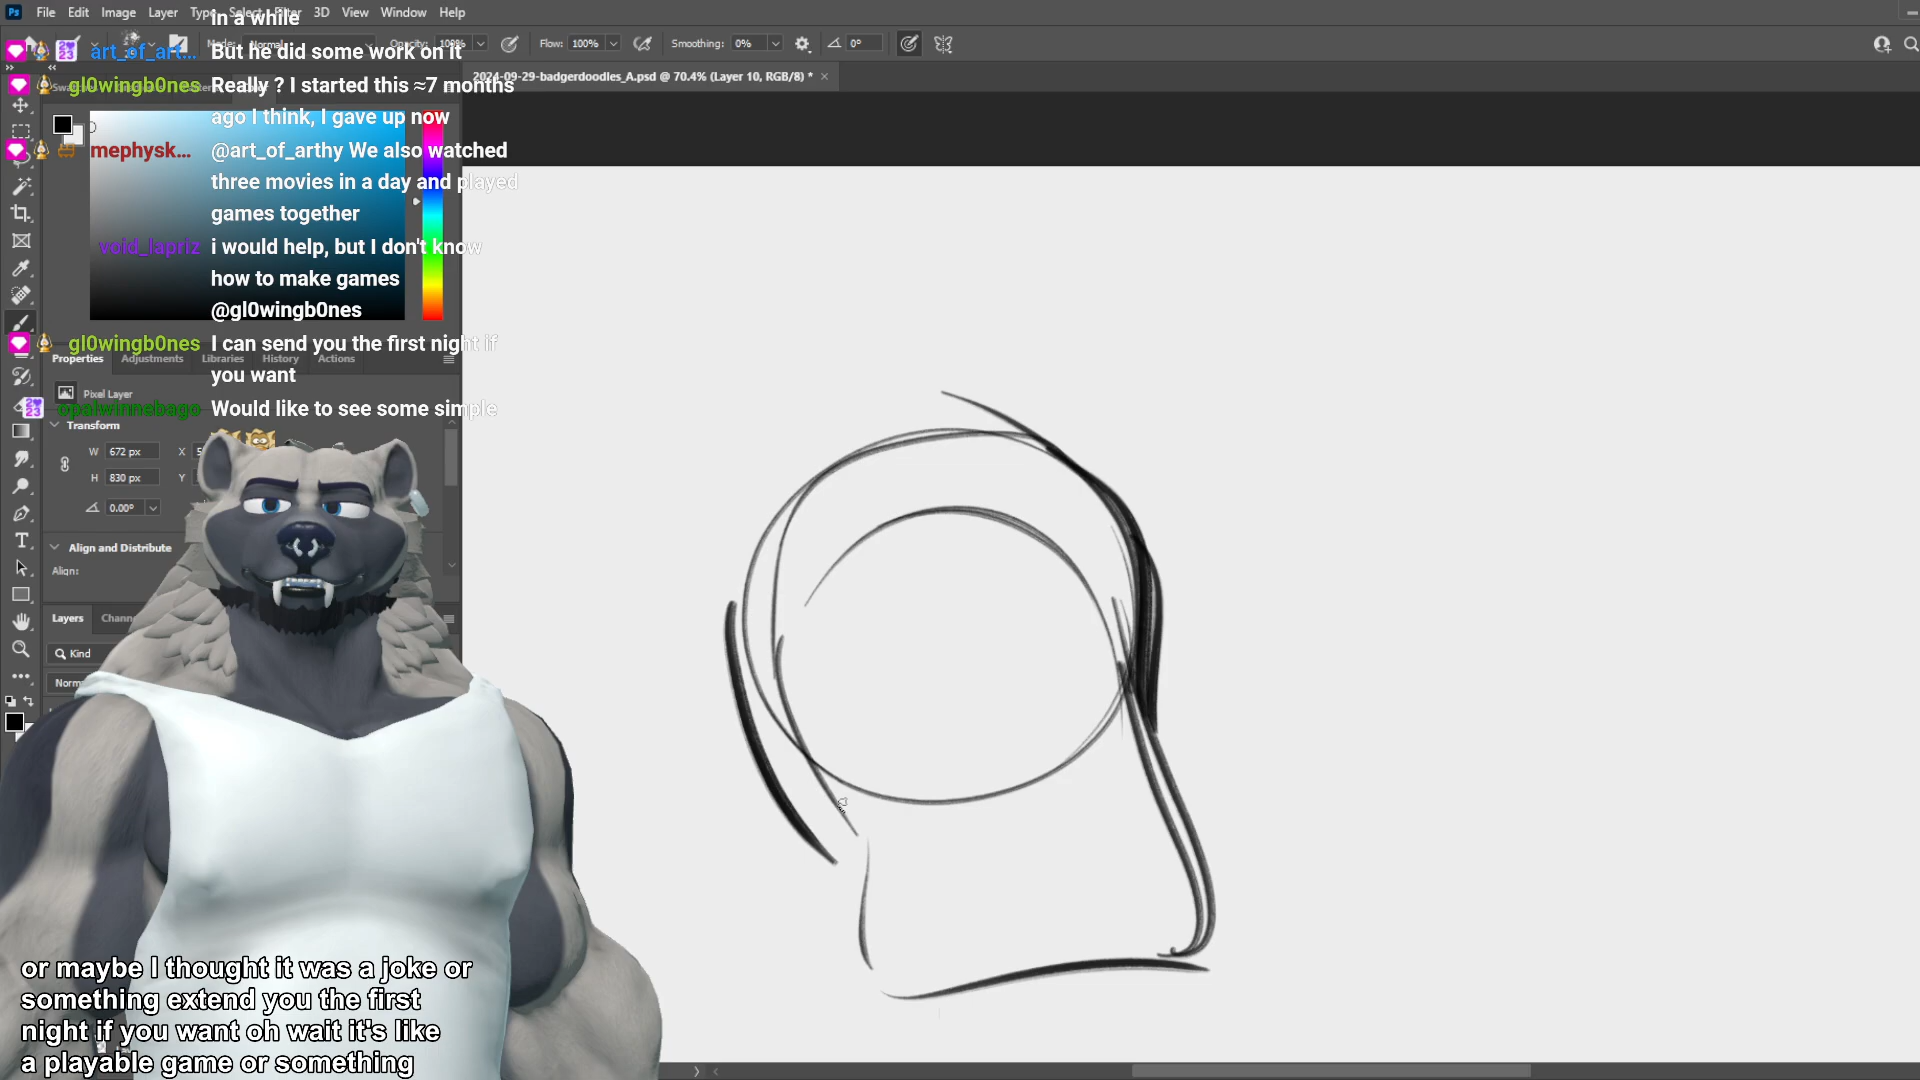 File Edit Image Layer Type Select Filter 3D View Window Help
in a while
Mode: Normal Opacity: 100% Flow: 100% Smoothing: 0% 0°
art_of_art... But he did some work on it
2024-09-29-badgerdoodles_A.psd @ 70.4% (Layer 10, RGB/8) *
gl0wingb0nes Really ? I started this ≈7 months
ago I think, I gave up now
mephysk... @art_of_arthy We also watched
three movies in a day and played
games together
void_lapriz i would help, but I don't know
how to make games
@gl0wingb0nes
gl0wingb0nes I can send you the first night if
you want
Properties Adjustments Libraries History Actions
Pixel Layer
opalwinnebago Would like to see some simple
Transform
W 672 px X
H 830 px Y
0.00°
Align and Distribute
Align:
Layers
Kind
or maybe I thought it was a joke or
something extend you the first
night if you want oh wait it's like
a playable game or something